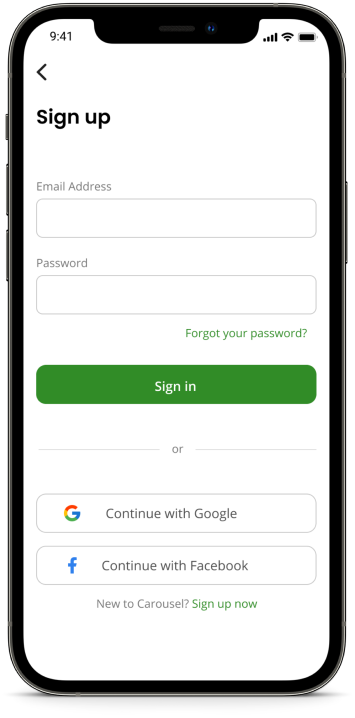 9:41
Sign up
Email Address
Password
Forgot your password?
Sign in
or
Continue with Google
Continue with Facebook
New to Carousel? Sign up now